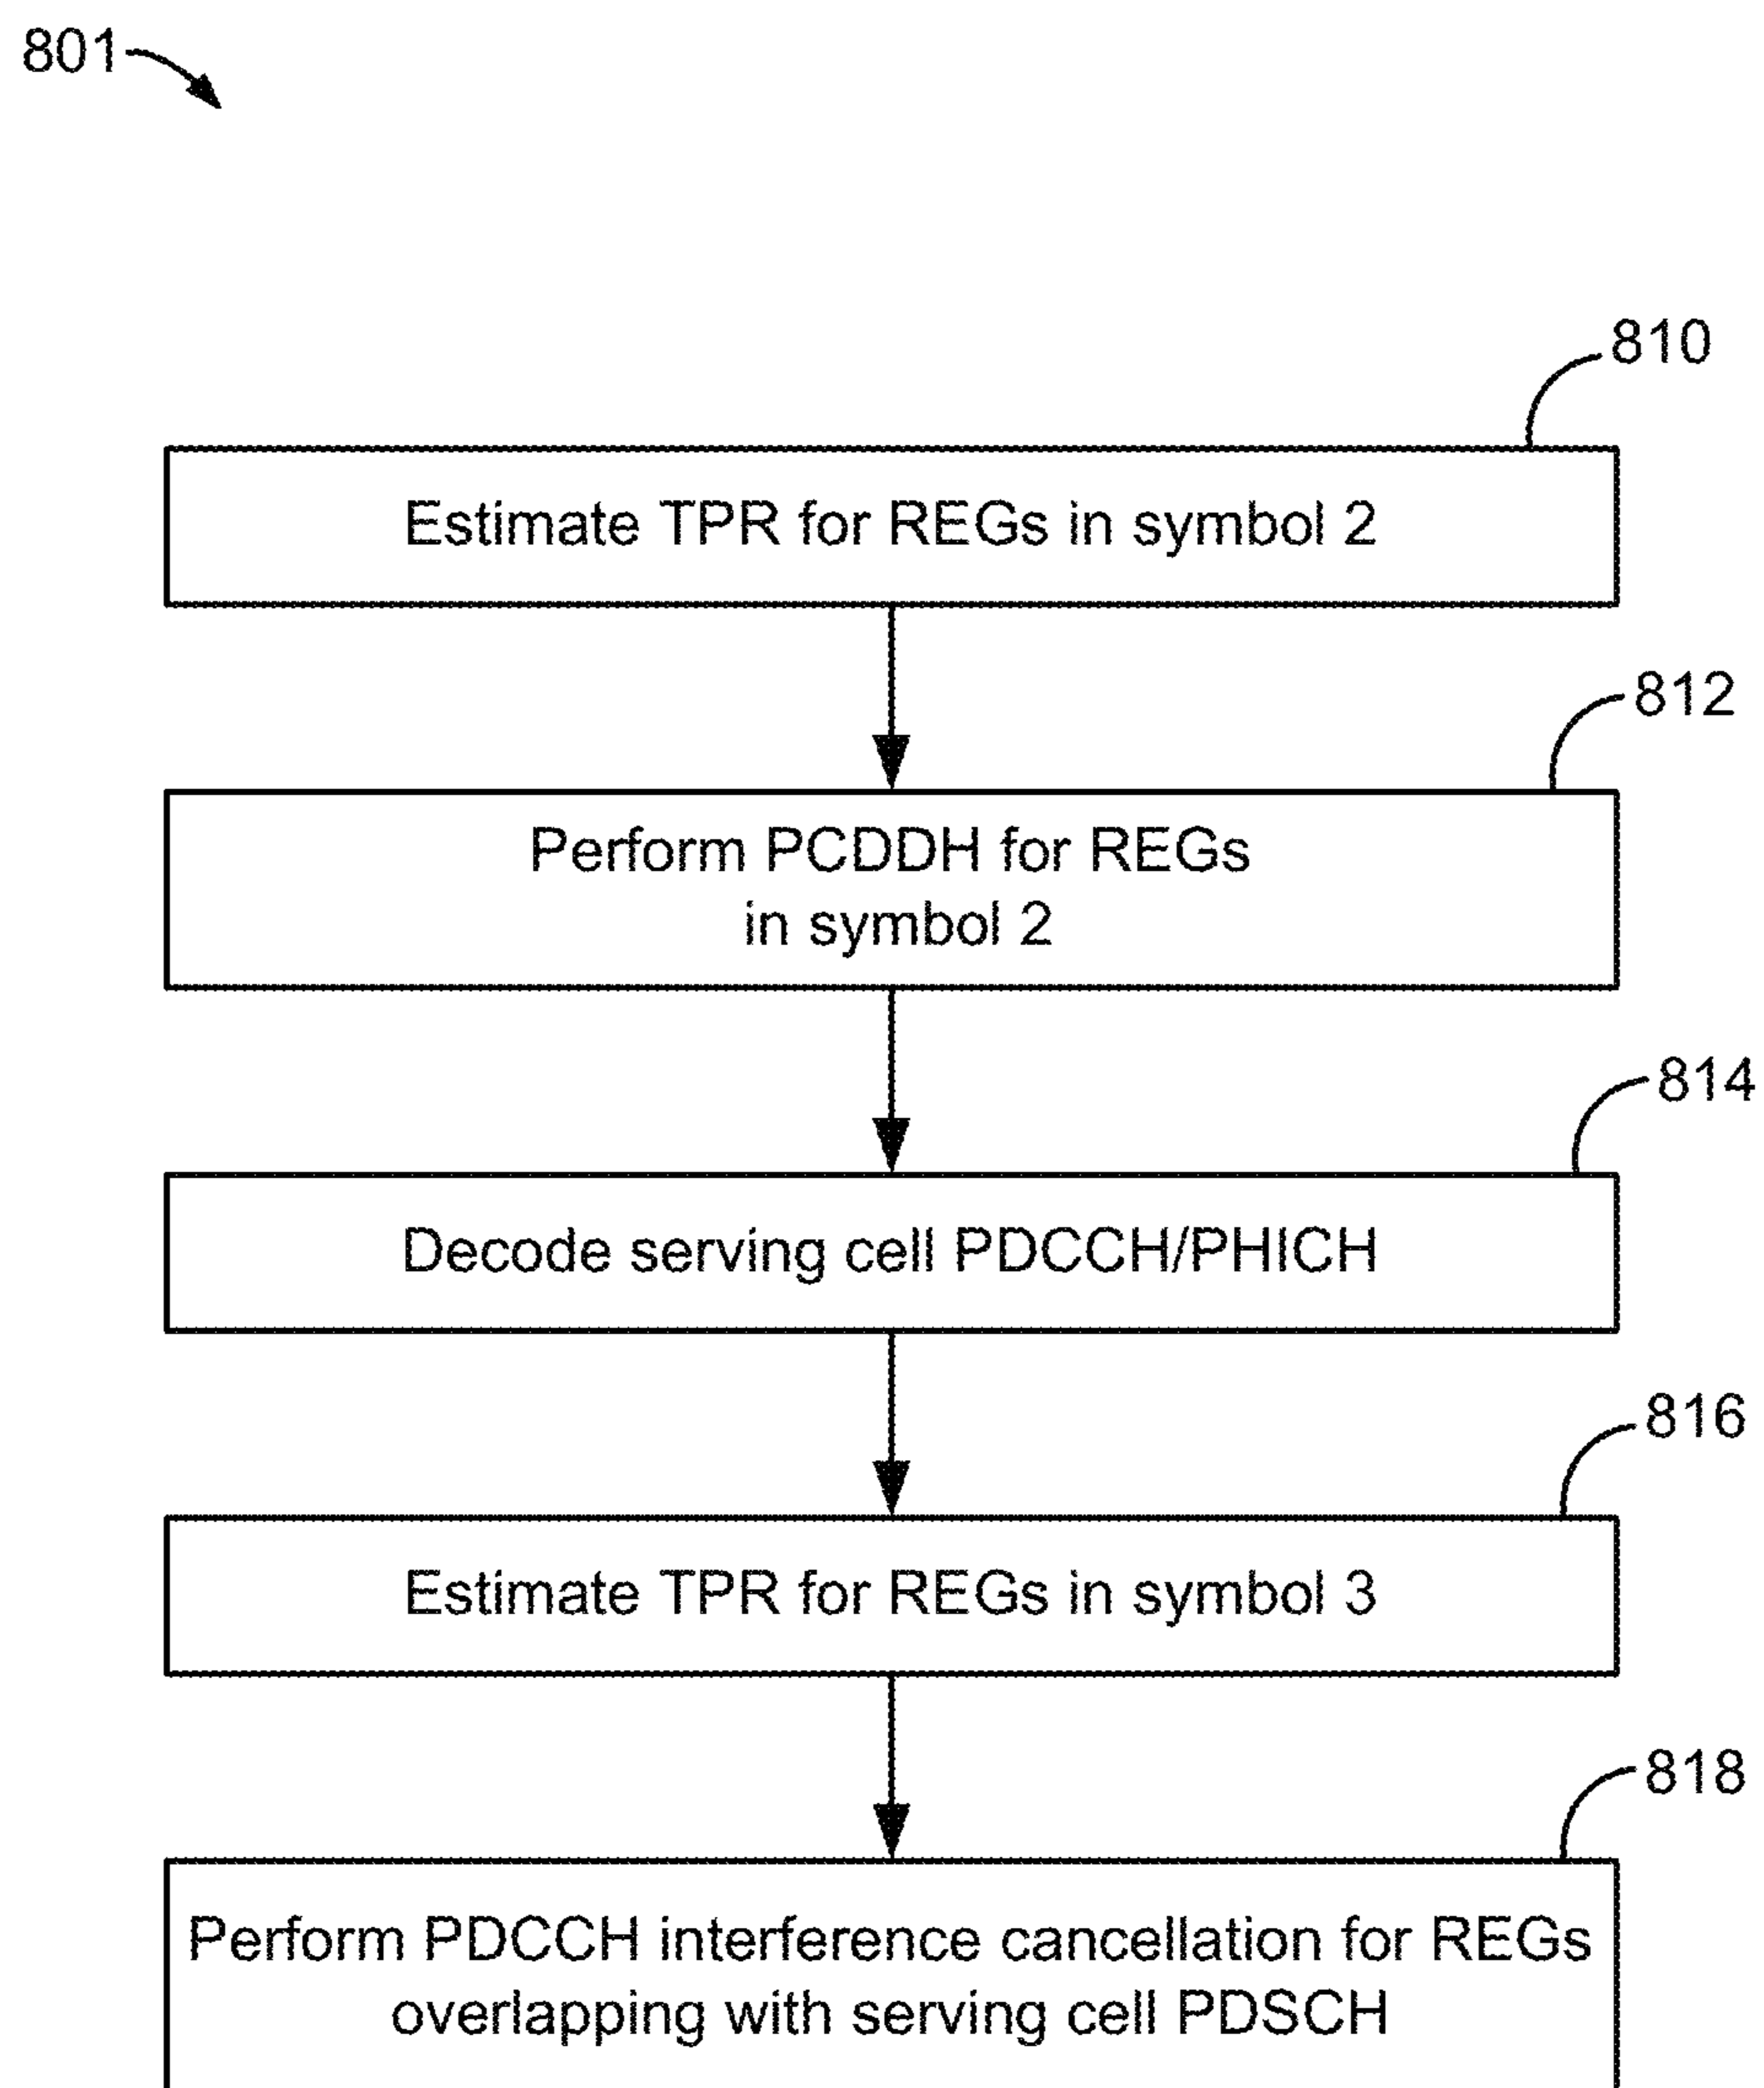 801
810
Estimate TPR for REGs in symbol 2
812
Perform PCDDH for REGs
in symbol 2
814
Decode serving cell PDCCH/PHICH
816
Estimate TPR for REGs in symbol 3
818
Perform PDCCH interference cancellation for REGs
overlapping with serving cell PDSCH